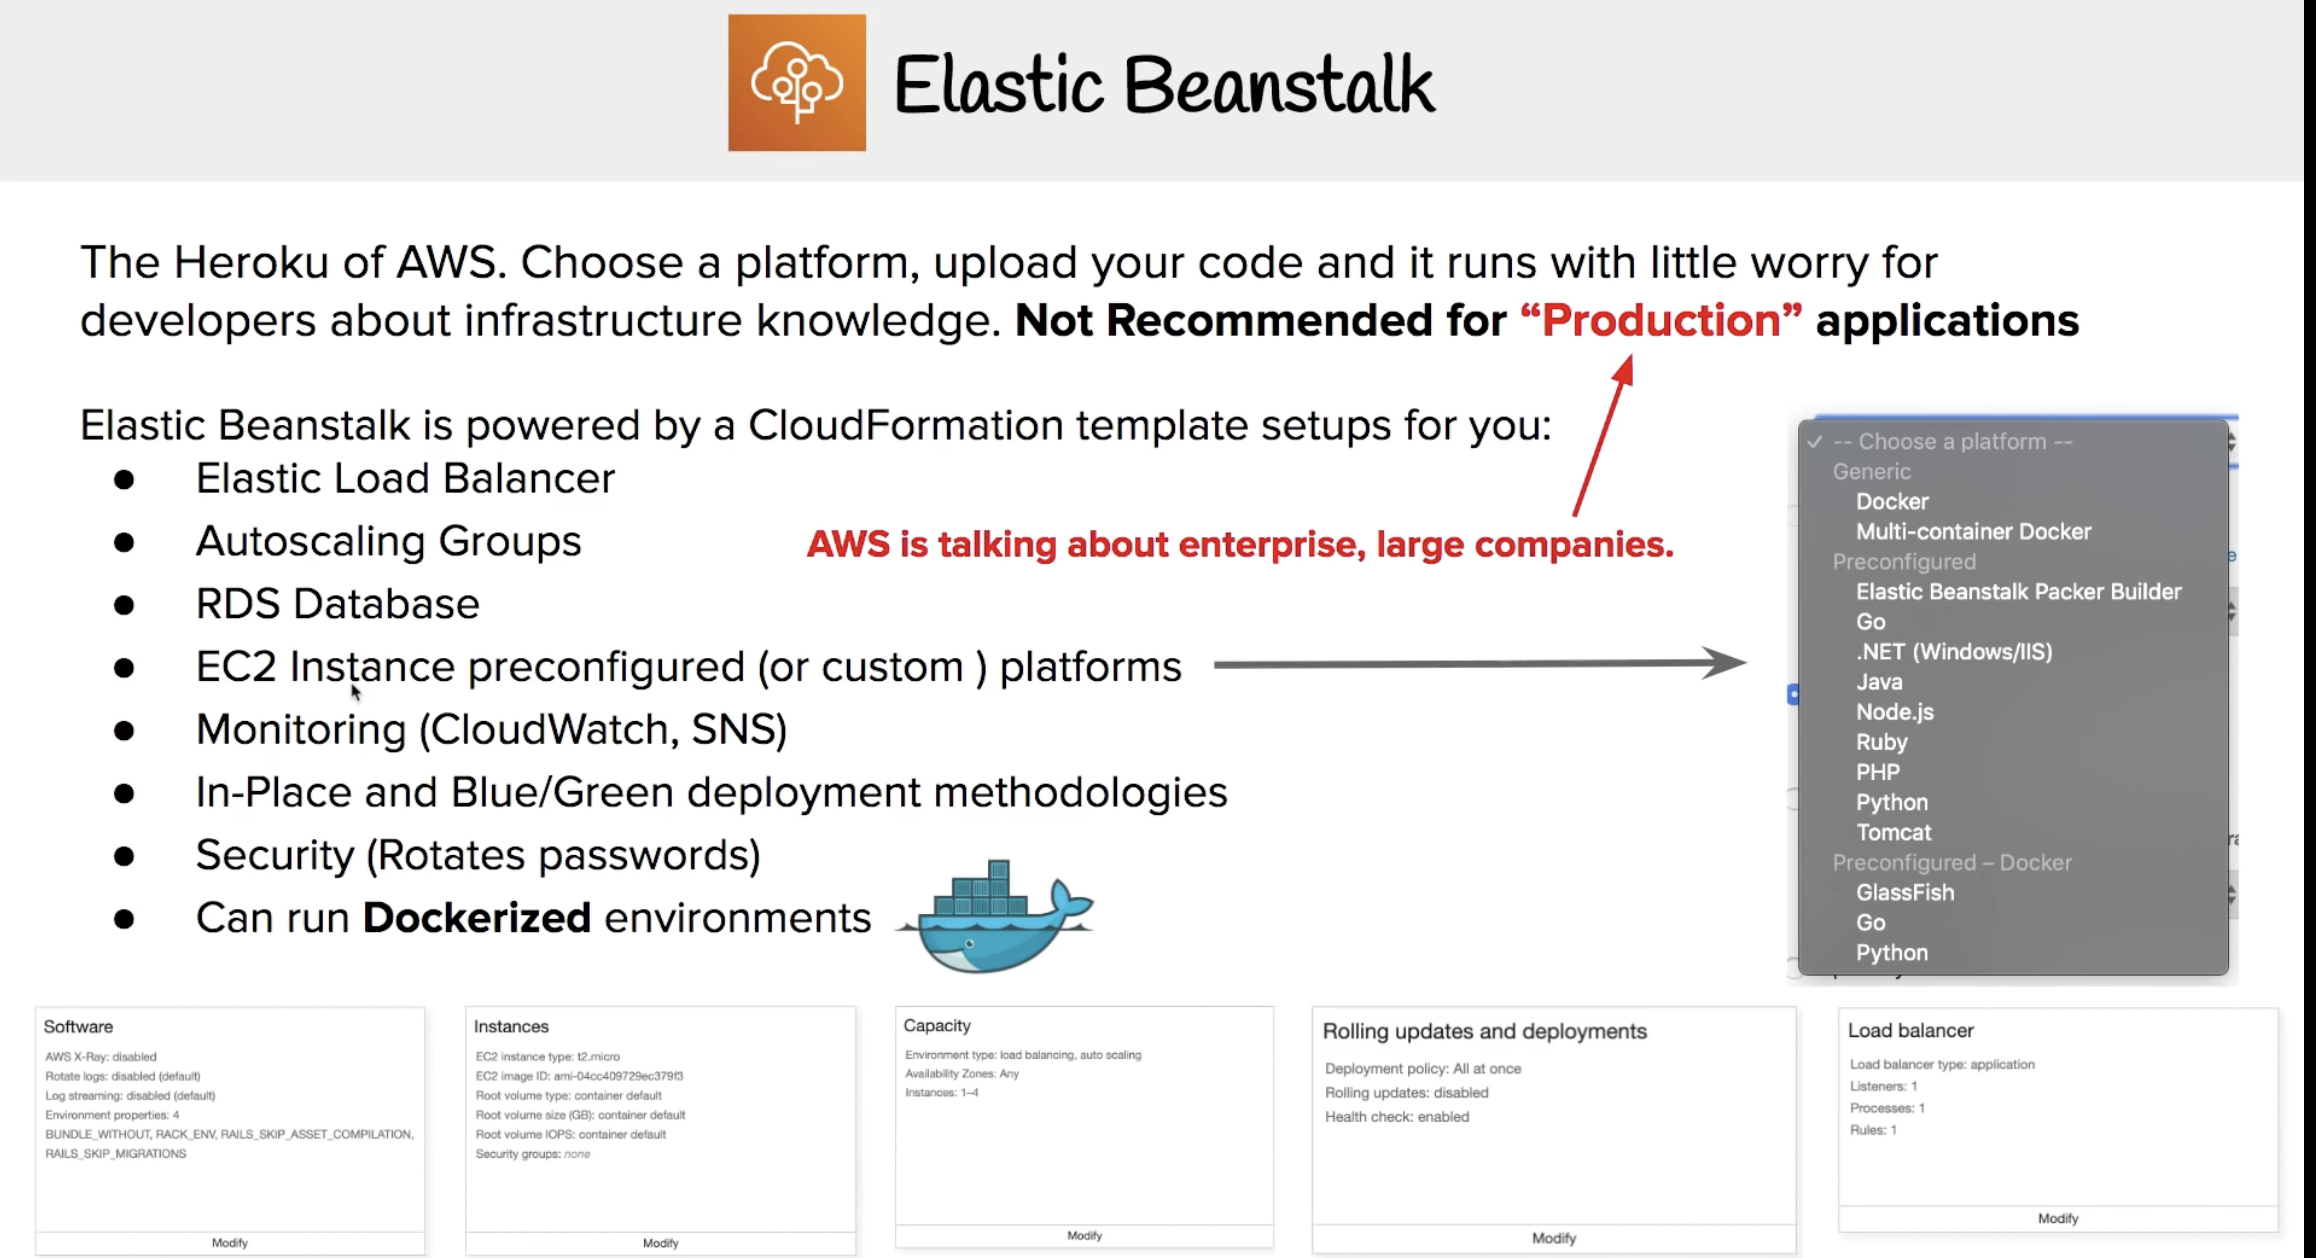 Elastic Beanstalk
The Heroku of AWS. Choose a platform, upload your code and it runs with little worry for
developers about infrastructure knowledge. Not Recommended for “Production” applications
Elastic Beanstalk is powered by a CloudFormation template setups for you:
● Elastic Load Balancer
● Autoscaling Groups
● RDS Database
● EC2 Instance preconfigured (or custom ) platforms
● Monitoring (CloudWatch, SNS)
● In-Place and Blue/Green deployment methodologies
● Security (Rotates passwords)
● Can run Dockerized environments
AWS is talking about enterprise, large companies.
✓ -- Choose a platform --
Generic
Docker
Multi-container Docker
Preconfigured
Elastic Beanstalk Packer Builder
Go
.NET (Windows/IIS)
Java
Node.js
Ruby
PHP
Python
Tomcat
Preconfigured – Docker
GlassFish
Go
Python
Software
AWS X-Ray: disabled
Rotate logs: disabled (default)
Log streaming: disabled (default)
Environment properties: 4
BUNDLE_WITHOUT, RACK_ENV, RAILS_SKIP_ASSET_COMPILATION,
RAILS_SKIP_MIGRATIONS
Modify
Instances
EC2 instance type: t2.micro
EC2 image ID: ami-04cc409729ec379f3
Root volume type: container default
Root volume size (GB): container default
Root volume IOPS: container default
Security groups: none
Modify
Capacity
Environment type: load balancing, auto scaling
Availability Zones: Any
Instances: 1–4
Modify
Rolling updates and deployments
Deployment policy: All at once
Rolling updates: disabled
Health check: enabled
Modify
Load balancer
Load balancer type: application
Listeners: 1
Processes: 1
Rules: 1
Modify